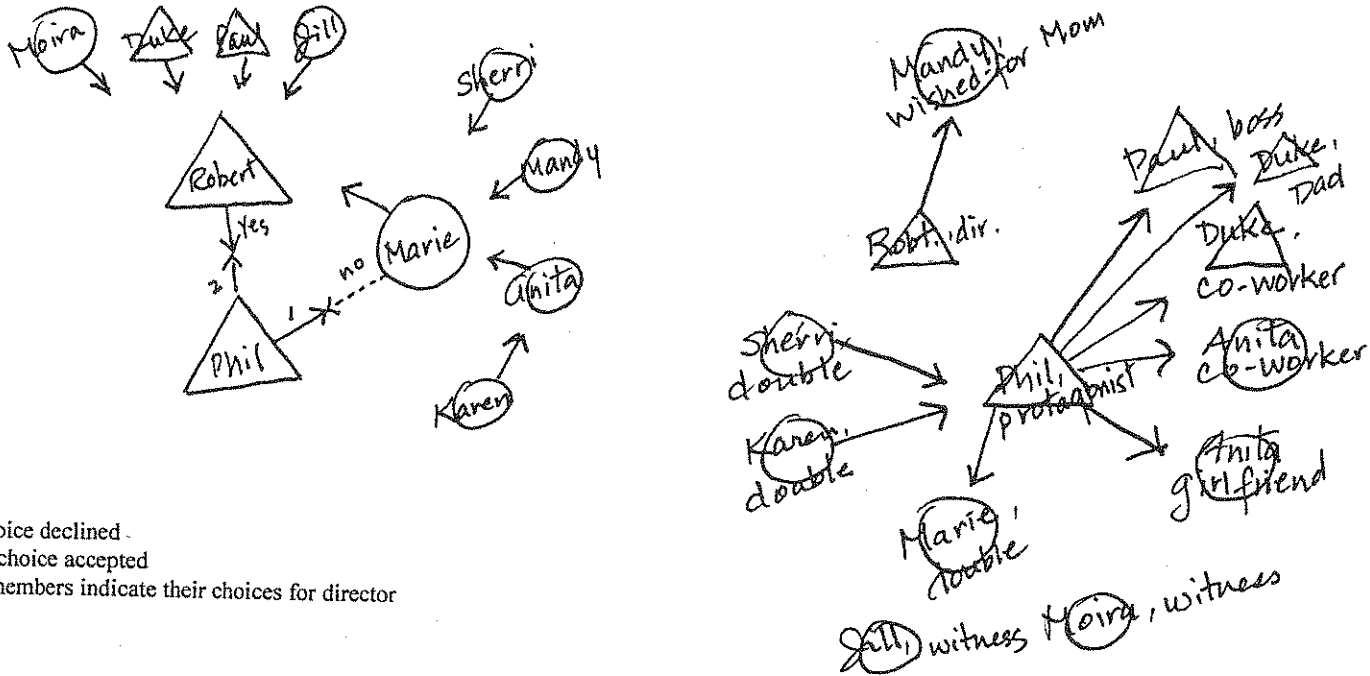 Moira Duke Paul Jill
Sherri
Mandy
Robert
yes
no
Marie
Anita
2
1
Phil
Karen
oice declined
choice accepted
nembers indicate their choices for director
Mandy,
wished-for Mom
Paul, boss
Duke,
Dad
Robt., dir.
Duke,
co-worker
Sherri,
double
Phil,
protagonist
Anita
co-worker
Karen,
double
Anita
girlfriend
Marie,
double
Jill, witness Moira, witness